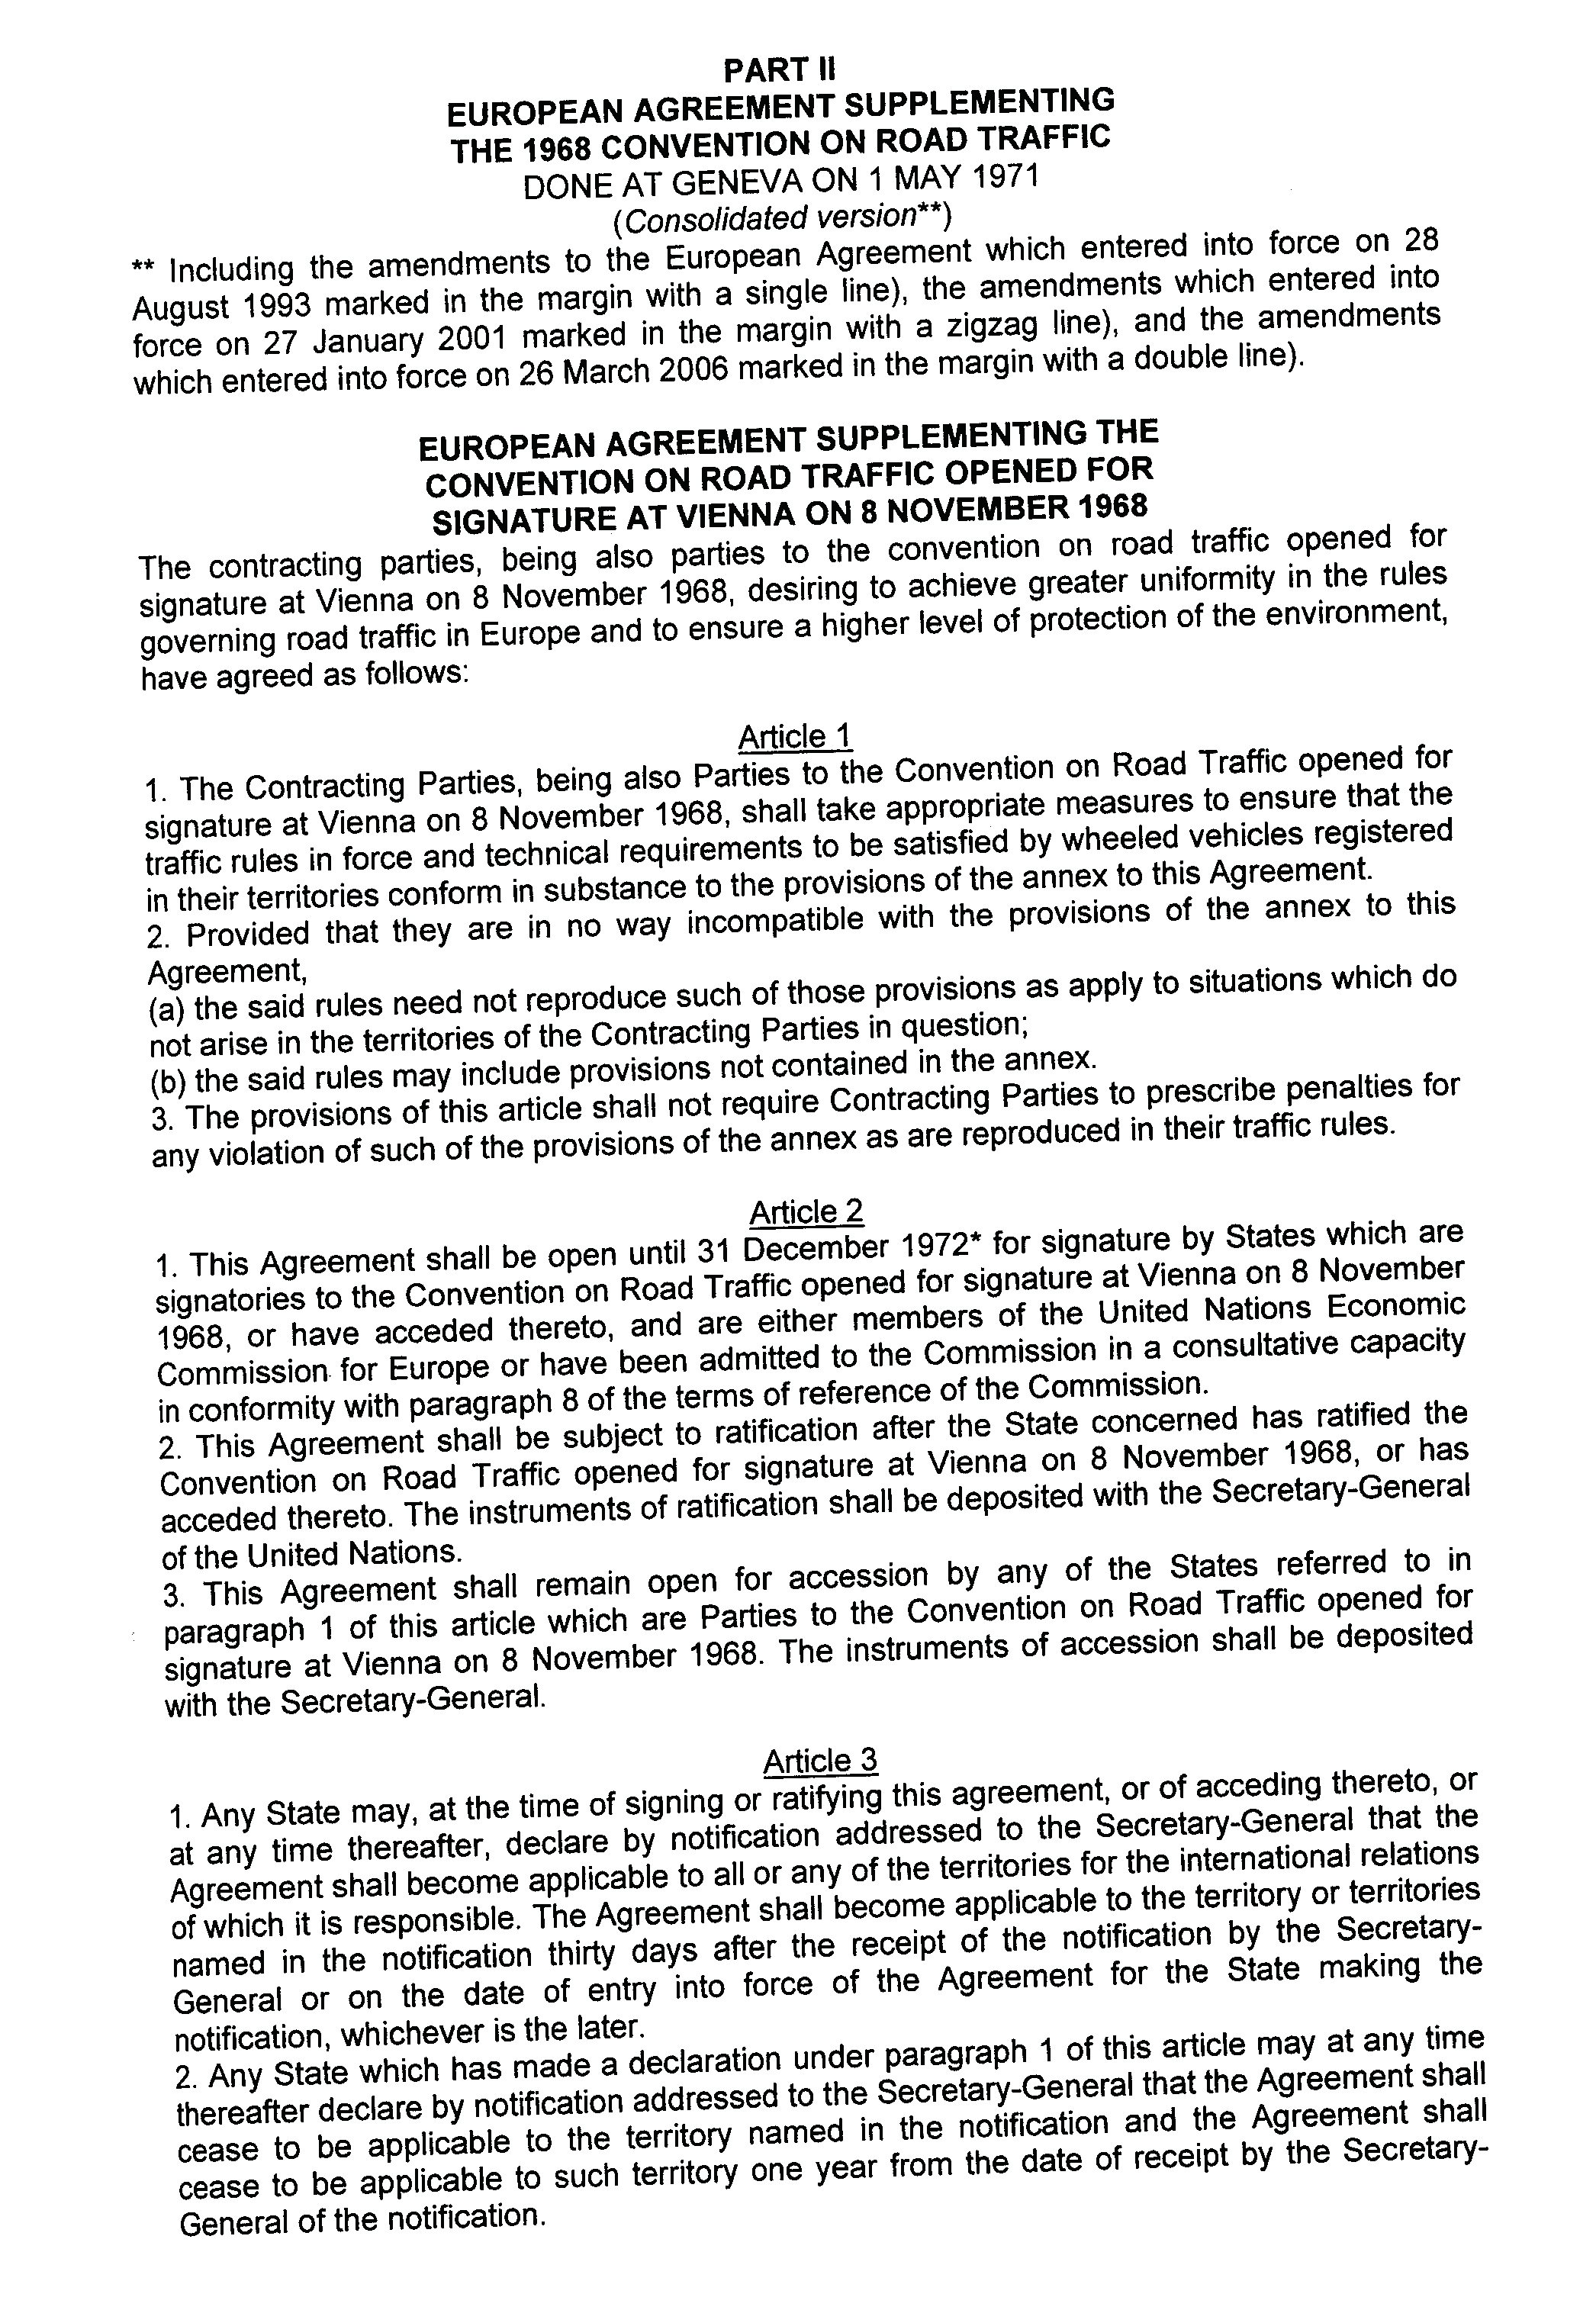 PART II
EUROPEAN AGREEMENT SUPPLEMENTING
THE 1968 CONVENTION ON ROAD TRAFFIC
DONE AT GENEVA ON 1 MAY 1971
(Consolidated version**)
** Including the amendments to the European Agreement which entered into force on 28
August 1993 marked in the margin with a single line), the amendments which entered into
force on 27 January 2001 marked in the margin with a zigzag line), and the amendments
which entered into force on 26 March 2006 marked in the margin with a double line).
EUROPEAN AGREEMENT SUPPLEMENTING THE
CONVENTION ON ROAD TRAFFIC OPENED FOR
SIGNATURE AT VIENNA ON 8 NOVEMBER 1968
The contracting parties, being also parties to the convention on road traffic opened for
signature at Vienna on 8 November 1968, desiring to achieve greater uniformity in the rules
governing road traffic in Europe and to ensure a higher level of protection of the environment,
have agreed as follows:
Article 1
1. The Contracting Parties, being also Parties to the Convention on Road Traffic opened for
signature at Vienna on 8 November 1968, shall take appropriate measures to ensure that the
traffic rules in force and technical requirements to be satisfied by wheeled vehicles registered
in their territories conform in substance to the provisions of the annex to this Agreement.
2. Provided that they are in no way incompatible with the provisions of the annex to this
Agreement,
(a) the said rules need not reproduce such of those provisions as apply to situations which do
not arise in the territories of the Contracting Parties in question;
(b) the said rules may include provisions not contained in the annex.
3. The provisions of this article shall not require Contracting Parties to prescribe penalties for
any violation of such of the provisions of the annex as are reproduced in their traffic rules.
Article 2
1. This Agreement shall be open until 31 December 1972* for signature by States which are
signatories to the Convention on Road Traffic opened for signature at Vienna on 8 November
1968, or have acceded thereto, and are either members of the United Nations Economic
Commission for Europe or have been admitted to the Commission in a consultative capacity
in conformity with paragraph 8 of the terms of reference of the Commission.
2. This Agreement shall be subject to ratification after the State concerned has ratified the
Convention on Road Traffic opened for signature at Vienna on 8 November 1968, or has
acceded thereto. The instruments of ratification shall be deposited with the Secretary-General
of the United Nations.
3. This Agreement shall remain open for accession by any of the States referred to in
paragraph 1 of this article which are Parties to the Convention on Road Traffic opened for
signature at Vienna on 8 November 1968. The instruments of accession shall be deposited
with the Secretary-General.
Article 3
1. Any State may, at the time of signing or ratifying this agreement, or of acceding thereto, or
at any time thereafter, declare by notification addressed to the Secretary-General that the
Agreement shall become applicable to all or any of the territories for the international relations
of which it is responsible. The Agreement shall become applicable to the territory or territories
named in the notification thirty days after the receipt of the notification by the Secretary-
General or on the date of entry into force of the Agreement for the State making the
notification, whichever is the later.
2. Any State which has made a declaration under paragraph 1 of this article may at any time
thereafter declare by notification addressed to the Secretary-General that the Agreement shall
cease to be applicable to the territory named in the notification and the Agreement shall
cease to be applicable to such territory one year from the date of receipt by the Secretary-
General of the notification.